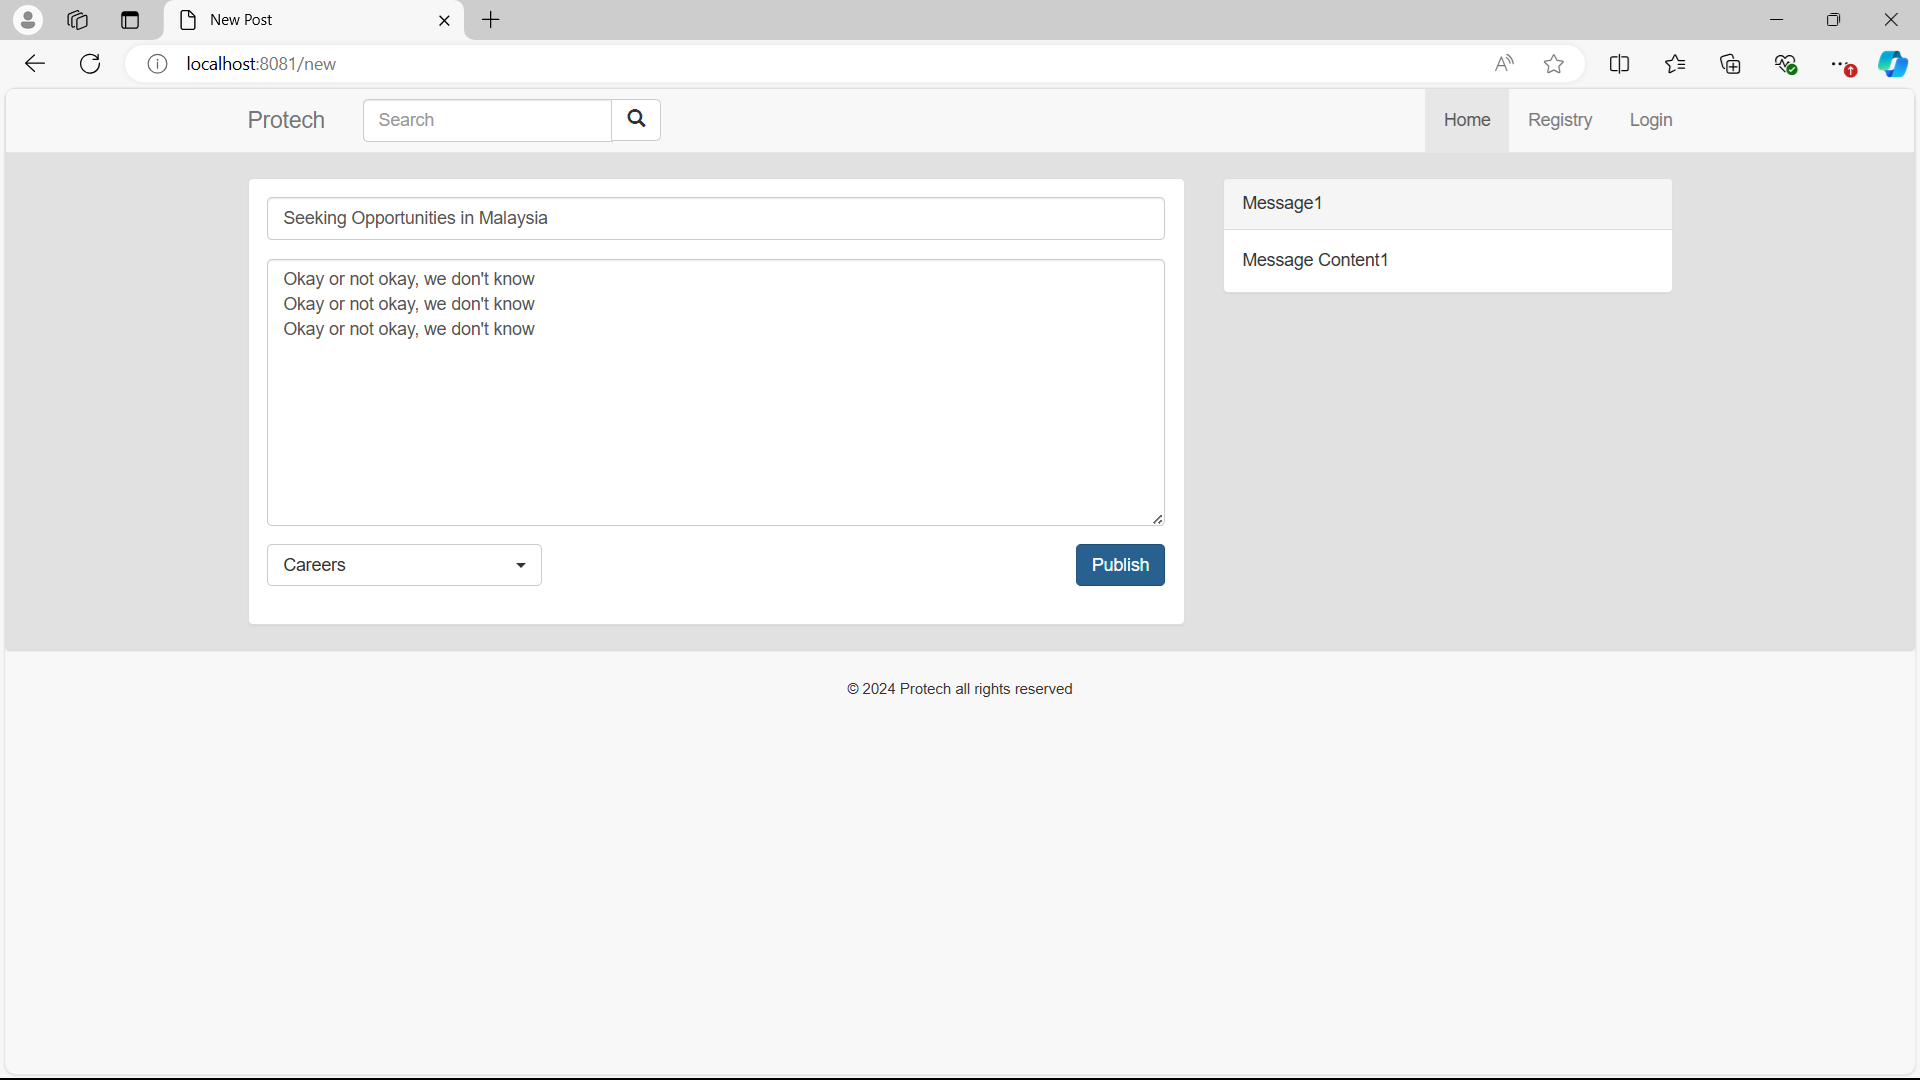 New Post
localhost:8081/new
Protech
Search
Home
Registry
Login
Seeking Opportunities in Malaysia
Okay or not okay, we don't know
Okay or not okay, we don't know
Okay or not okay, we don't know
Careers
Publish
Message1
Message Content1
© 2024 Protech all rights reserved